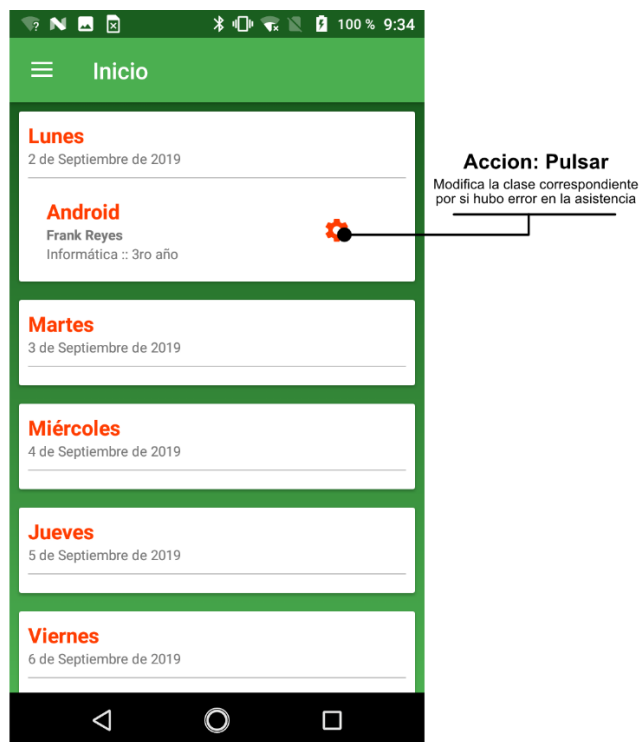 100 % 9:34
Inicio
Lunes
2 de Septiembre de 2019
Android
Frank Reyes
Informática :: 3ro año
Accion: Pulsar
Modifica la clase correspondiente
por si hubo error en la asistencia
Martes
3 de Septiembre de 2019
Miércoles
4 de Septiembre de 2019
Jueves
5 de Septiembre de 2019
Viernes
6 de Septiembre de 2019